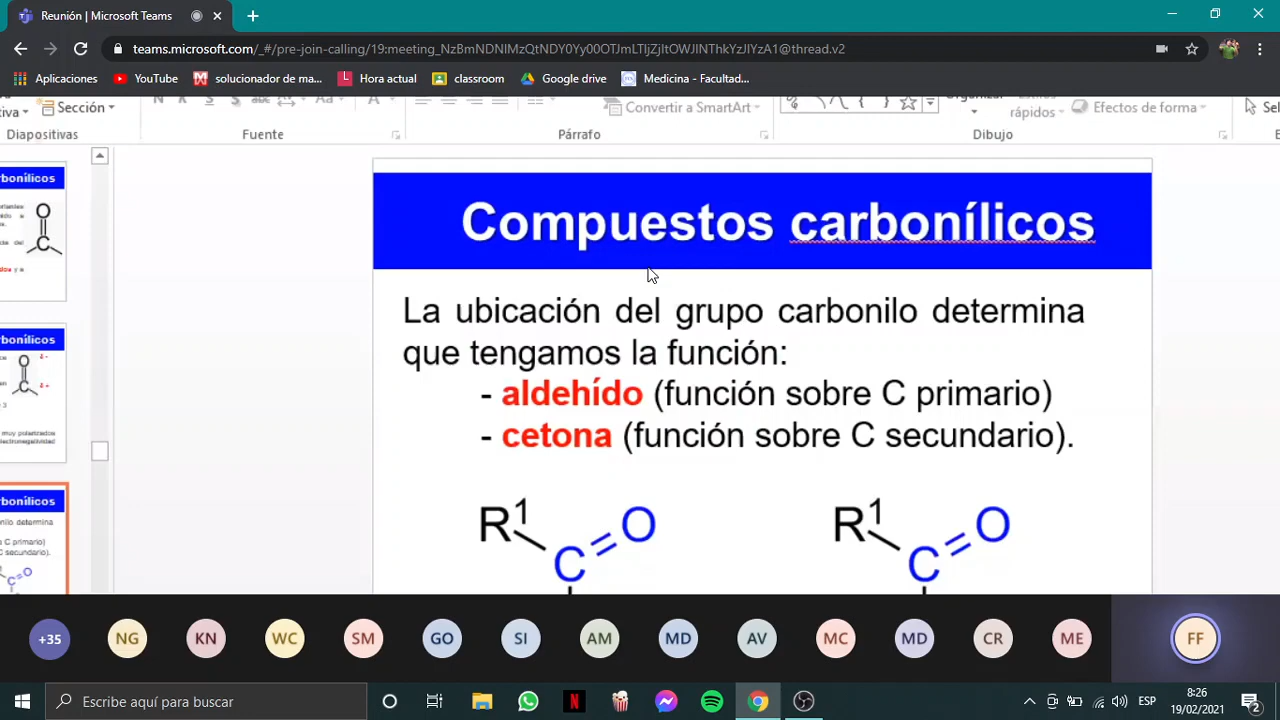 Reunión | Microsoft Teams
teams.microsoft.com/_#/pre-join-calling/19:meeting_NzBmNDNlMzQtNDY0Yy00OTJmLTljZjItOWJlNThkYzJlYzA1@thread.v2
Aplicaciones YouTube solucionador de ma... Hora actual classroom Google drive Medicina - Facultad...
Sección
Convertir a SmartArt
rápidos
Efectos de forma
Diapositivas Fuente Párrafo Dibujo
Compuestos carbonílicos
La ubicación del grupo carbonilo determina
que tengamos la función:
- aldehído (función sobre C primario)
- cetona (función sobre C secundario).
R1 C O
R1 C O
+35 NG KN WC SM GO SI AM MD AV MC MD CR ME FF
Escribe aquí para buscar
ESP
8:26
19/02/2021
2